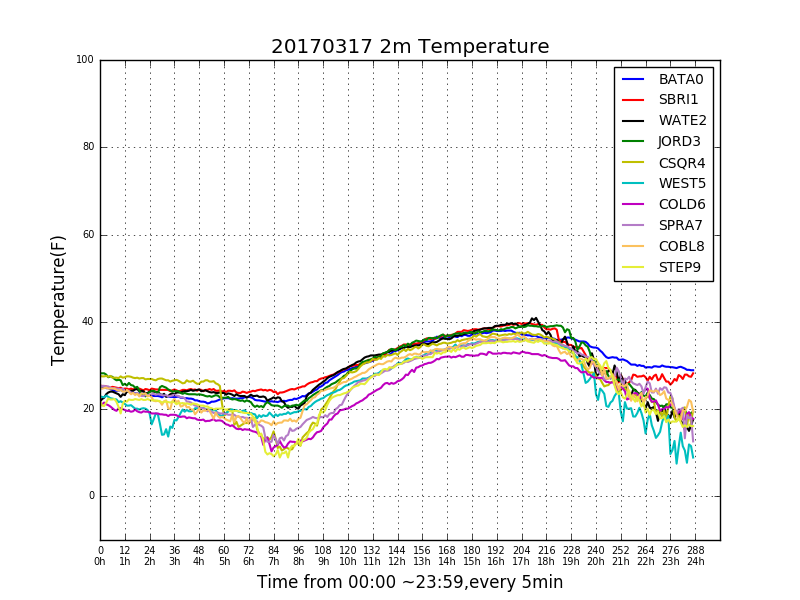 20170317 2m Temperature
100
80
60
40
20
0
Temperature(F)
BATA0
SBRI1
WATE2
JORD3
CSQR4
WEST5
COLD6
SPRA7
COBL8
STEP9
0 12 24 36 48 60 72 84 96 108 120 132 144 156 168 180 192 204 216 228 240 252 264 276 288
0h 1h 2h 3h 4h 5h 6h 7h 8h 9h 10h 11h 12h 13h 14h 15h 16h 17h 18h 19h 20h 21h 22h 23h 24h
Time from 00:00 ~23:59,every 5min